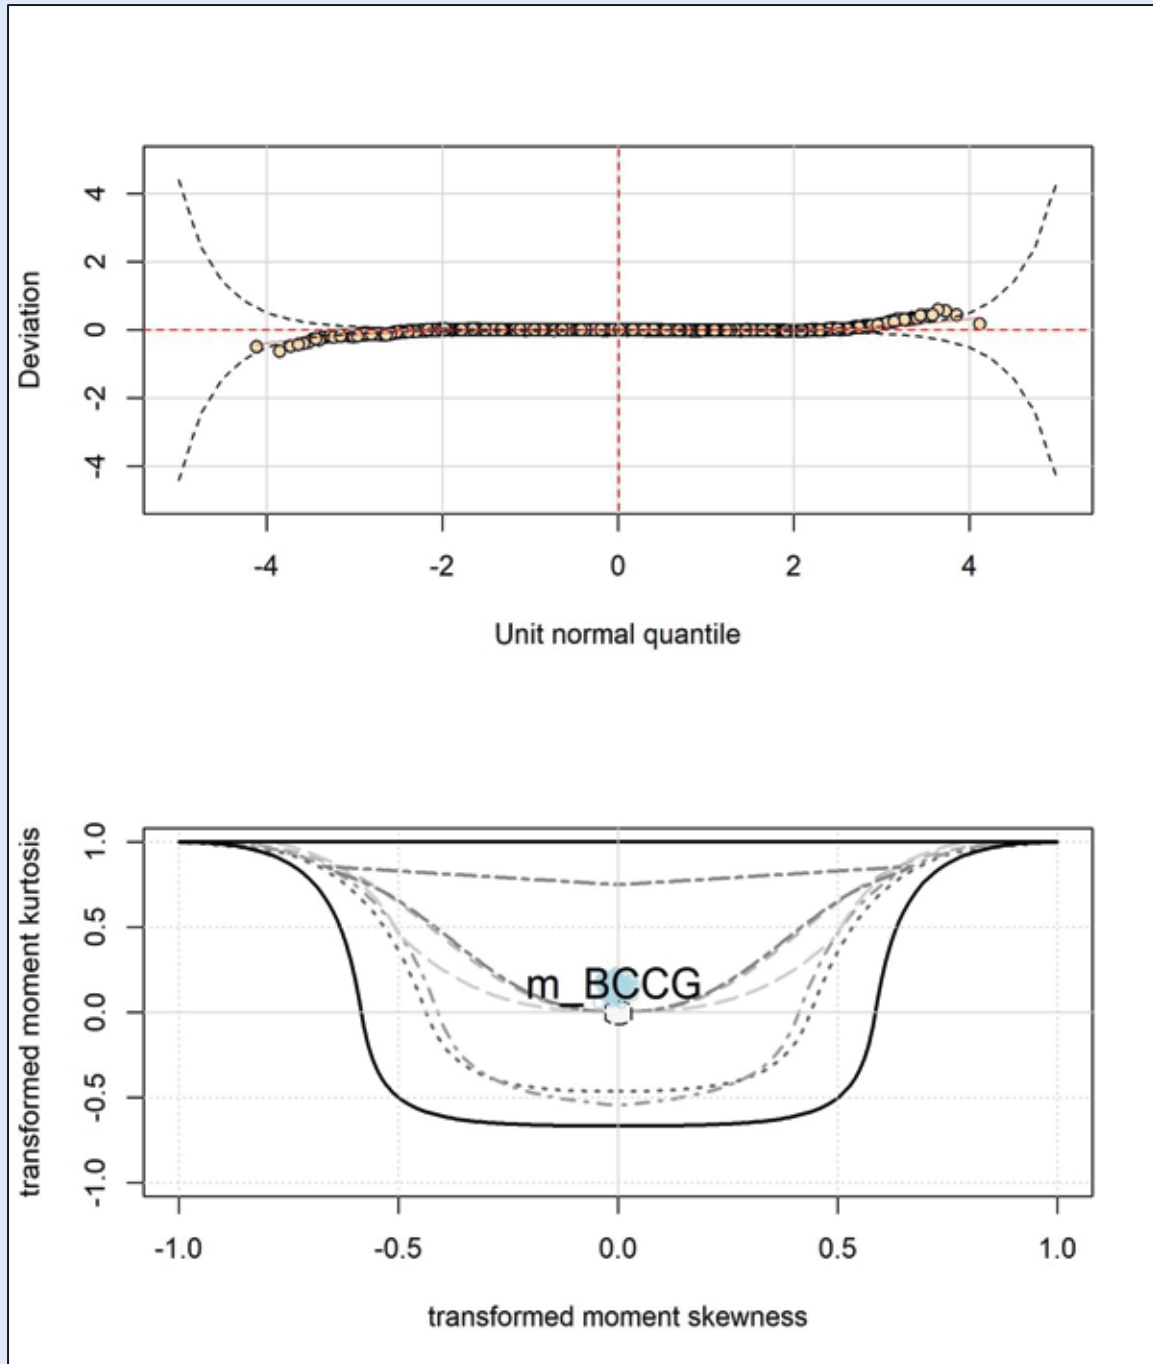 Deviation
4
2
0
-2
-4
-4 -2 0 2 4
Unit normal quantile
transformed moment kurtosis
1.0
0.5
0.0
-0.5
-1.0
m_BCCG
-1.0 -0.5 0.0 0.5 1.0
transformed moment skewness